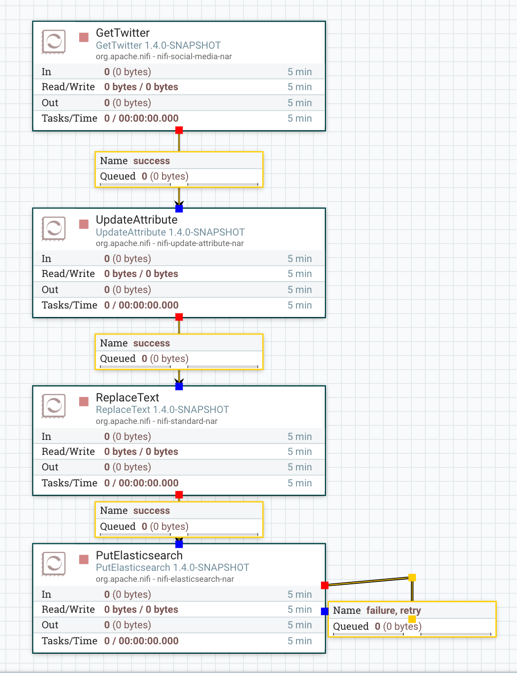 GetTwitter
GetTwitter 1.4.0-SNAPSHOT
org.apache.nifi - nifi-social-media-nar
In 0 (0 bytes) 5 min
Read/Write 0 bytes / 0 bytes 5 min
Out 0 (0 bytes) 5 min
Tasks/Time 0 / 00:00:00.000 5 min
Name success
Queued 0 (0 bytes)
UpdateAttribute
UpdateAttribute 1.4.0-SNAPSHOT
org.apache.nifi - nifi-update-attribute-nar
In 0 (0 bytes) 5 min
Read/Write 0 bytes / 0 bytes 5 min
Out 0 (0 bytes) 5 min
Tasks/Time 0 / 00:00:00.000 5 min
Name success
Queued 0 (0 bytes)
ReplaceText
ReplaceText 1.4.0-SNAPSHOT
org.apache.nifi - nifi-standard-nar
In 0 (0 bytes) 5 min
Read/Write 0 bytes / 0 bytes 5 min
Out 0 (0 bytes) 5 min
Tasks/Time 0 / 00:00:00.000 5 min
Name success
Queued 0 (0 bytes)
PutElasticsearch
PutElasticsearch 1.4.0-SNAPSHOT
org.apache.nifi - nifi-elasticsearch-nar
In 0 (0 bytes) 5 min
Read/Write 0 bytes / 0 bytes 5 min
Out 0 (0 bytes) 5 min
Tasks/Time 0 / 00:00:00.000 5 min
Name failure, retry
Queued 0 (0 bytes)